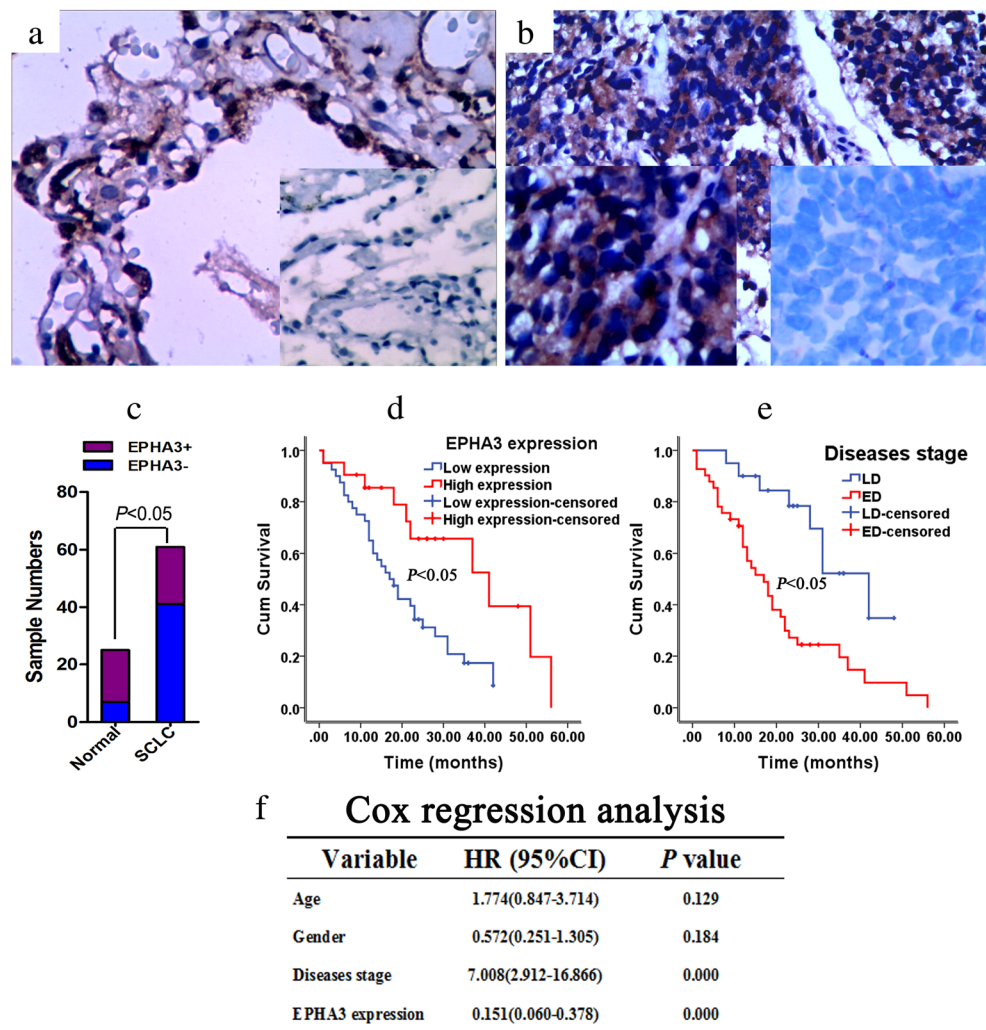 a
b
c
d
e
EPHA3+
EPHA3-
80
60
40
20
0
Sample Numbers
P<0.05
Normal
SCLC
EPHA3 expression
Low expression
High expression
Low expression-censored
High expression-censored
1.0
0.8
0.6
0.4
0.2
0.0
Cum Survival
P<0.05
.00 10.00 20.00 30.00 40.00 50.00 60.00
Time (months)
Diseases stage
LD
ED
LD-censored
ED-censored
1.0
0.8
0.6
0.4
0.2
0.0
Cum Survival
P<0.05
.00 10.00 20.00 30.00 40.00 50.00 60.00
Time (months)
f Cox regression analysis
Variable HR (95%CI) P value
Age 1.774(0.847-3.714) 0.129
Gender 0.572(0.251-1.305) 0.184
Diseases stage 7.008(2.912-16.866) 0.000
EPHA3 expression 0.151(0.060-0.378) 0.000